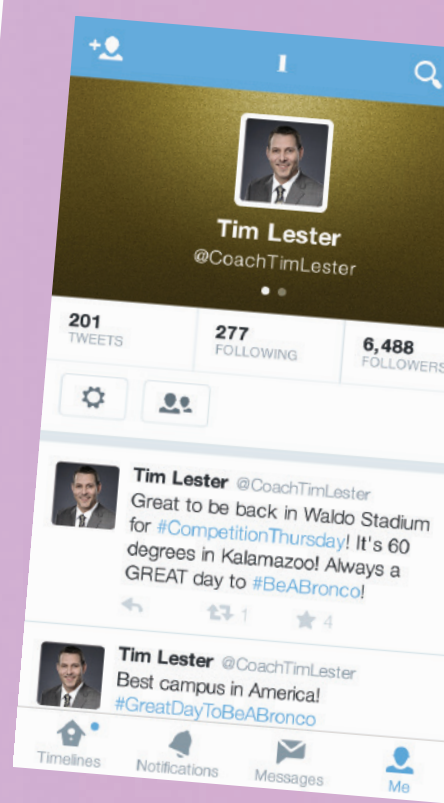 Tim Lester
@CoachTimLester
201
TWEETS
277
FOLLOWING
6,488
FOLLOWERS
Tim Lester @CoachTimLester
Great to be back in Waldo Stadium
for #CompetitionThursday! It's 60
degrees in Kalamazoo! Always a
GREAT day to #BeABronco!
1
4
Tim Lester @CoachTimLester
Best campus in America!
#GreatDayToBeABronco
Timelines
Notifications
Messages
Me